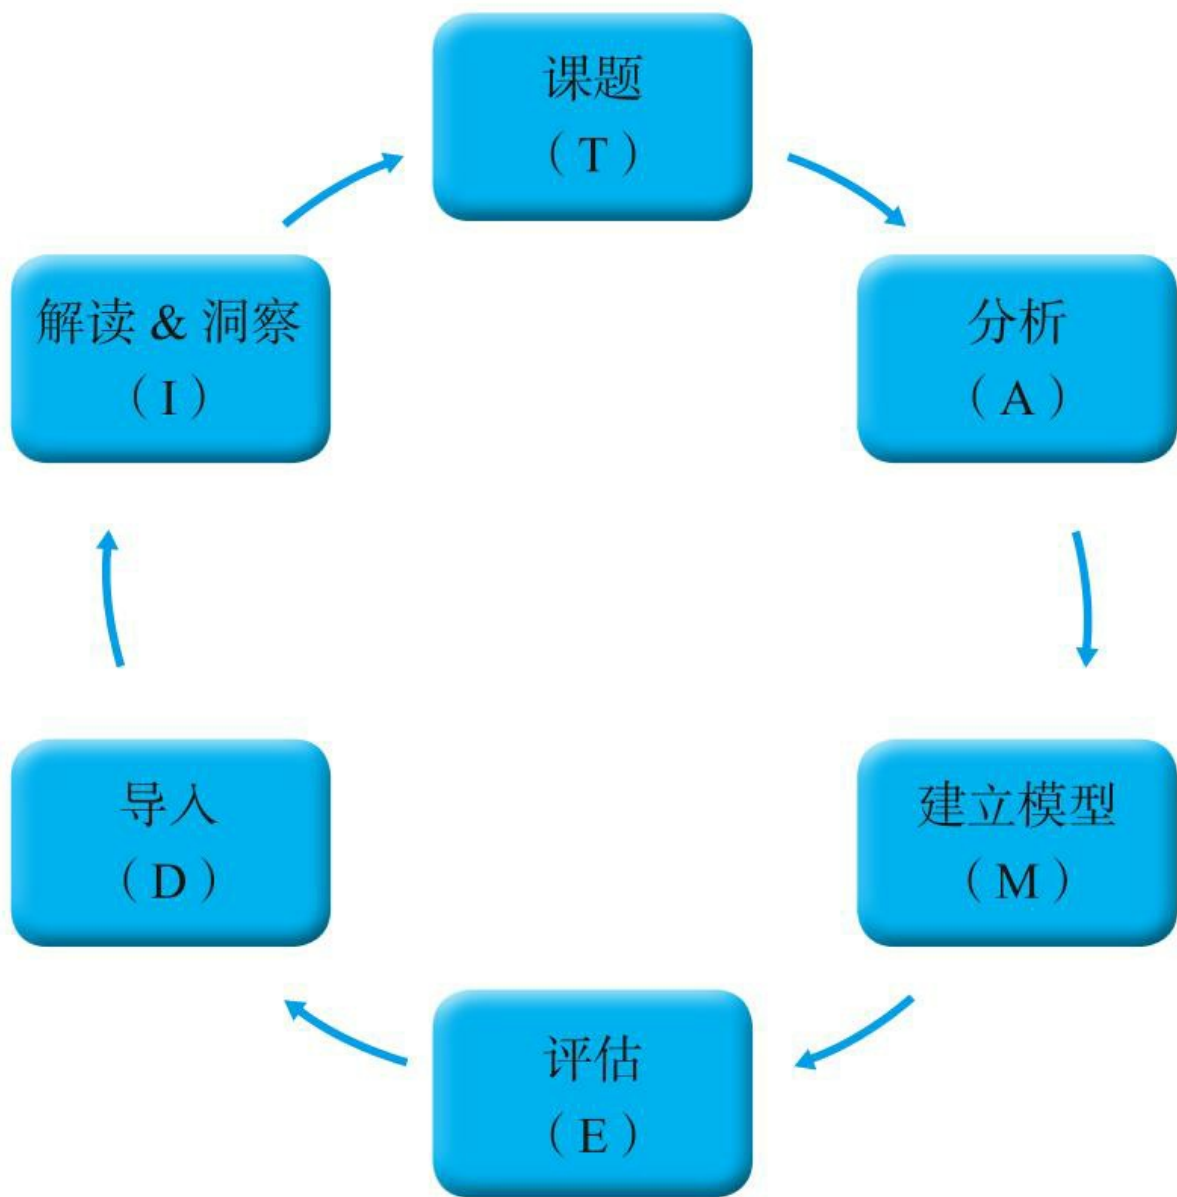 课题
（T）
分析
（A）
建立模型
（M）
评估
（E）
导入
（D）
解读 & 洞察
（I）